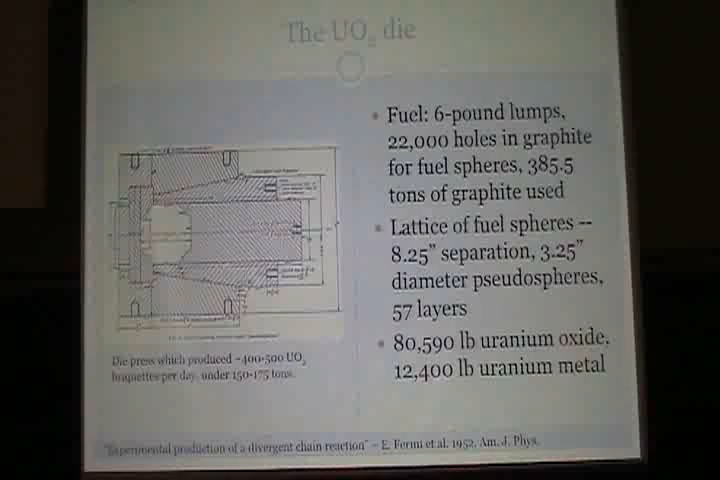 The UO₂ die
• Fuel: 6-pound lumps,
22,000 holes in graphite
for fuel spheres, 385.5
tons of graphite used
• Lattice of fuel spheres --
8.25” separation, 3.25”
diameter pseudospheres,
57 layers
• 80,590 lb uranium oxide,
12,400 lb uranium metal
Die press which produced ~400-500 UO₂
briquettes per day, under 150-175 tons.
“Experimental production of a divergent chain reaction” – E. Fermi et al. 1952. Am. J. Phys.